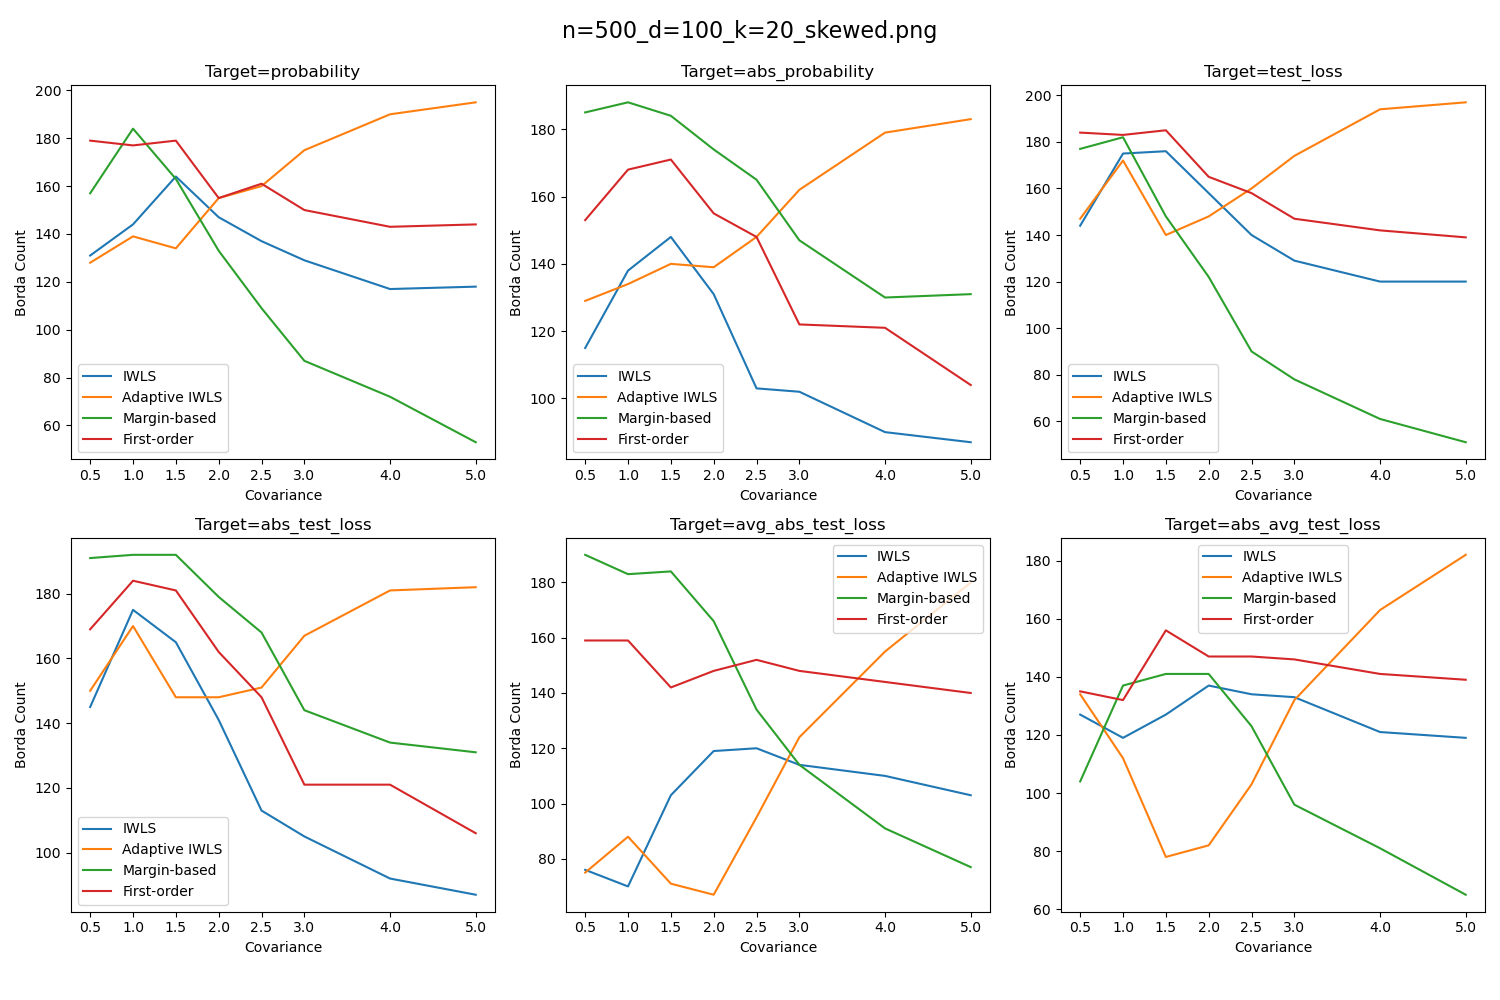 n=500_d=100_k=20_skewed.png
Target=probability
Borda Count
200
180
160
140
120
100
80
60
IWLS
Adaptive IWLS
Margin-based
First-order
0.5 1.0 1.5 2.0 2.5 3.0 4.0 5.0
Covariance
Target=abs_probability
Borda Count
180
160
140
120
100
IWLS
Adaptive IWLS
Margin-based
First-order
0.5 1.0 1.5 2.0 2.5 3.0 4.0 5.0
Covariance
Target=test_loss
Borda Count
200
180
160
140
120
100
80
60
IWLS
Adaptive IWLS
Margin-based
First-order
0.5 1.0 1.5 2.0 2.5 3.0 4.0 5.0
Covariance
Target=abs_test_loss
Borda Count
180
160
140
120
100
IWLS
Adaptive IWLS
Margin-based
First-order
0.5 1.0 1.5 2.0 2.5 3.0 4.0 5.0
Covariance
Target=avg_abs_test_loss
Borda Count
180
160
140
120
100
80
IWLS
Adaptive IWLS
Margin-based
First-order
0.5 1.0 1.5 2.0 2.5 3.0 4.0 5.0
Covariance
Target=abs_avg_test_loss
Borda Count
180
160
140
120
100
80
60
IWLS
Adaptive IWLS
Margin-based
First-order
0.5 1.0 1.5 2.0 2.5 3.0 4.0 5.0
Covariance